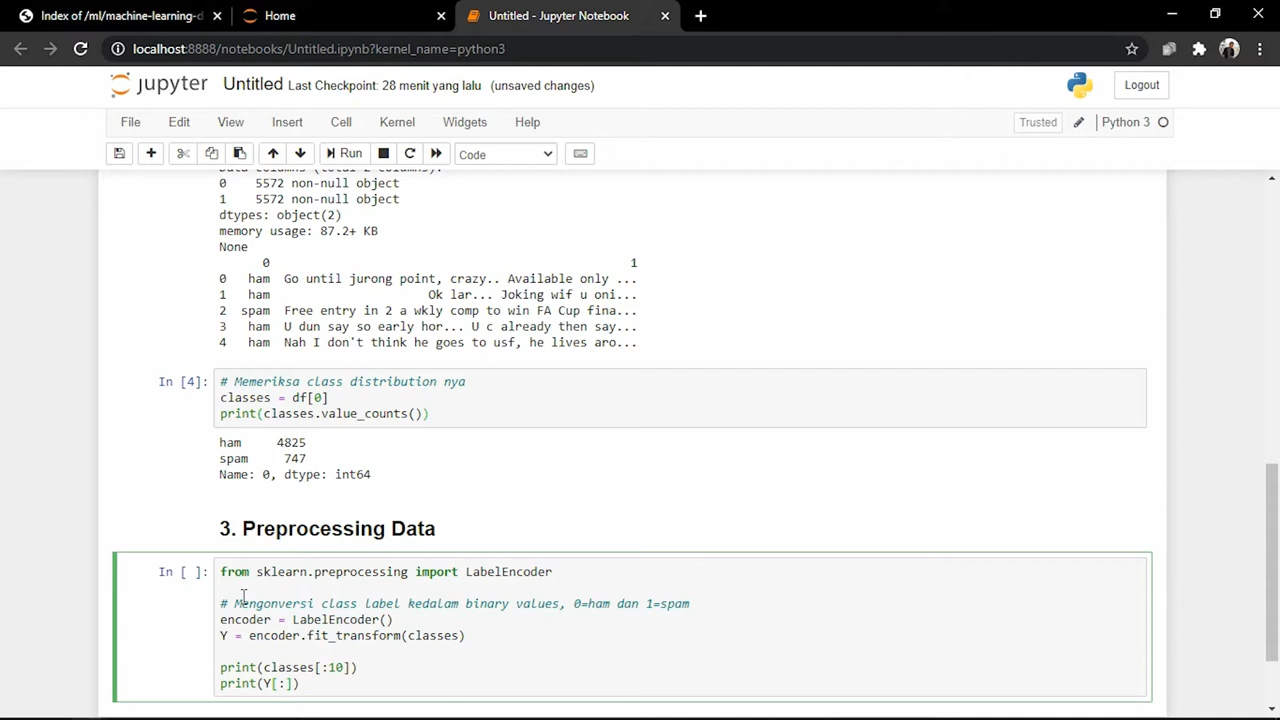 Index of /ml/machine-learning-d
Home
Untitled - Jupyter Notebook
localhost:8888/notebooks/Untitled.ipynb?kernel_name=python3
jupyter Untitled Last Checkpoint: 28 menit yang lalu (unsaved changes)
Logout
File Edit View Insert Cell Kernel Widgets Help
Trusted Python 3
Run Code
0 5572 non-null object
1 5572 non-null object
dtypes: object(2)
memory usage: 87.2+ KB
None
0 1
0 ham Go until jurong point, crazy.. Available only ...
1 ham Ok lar... Joking wif u oni...
2 spam Free entry in 2 a wkly comp to win FA Cup fina...
3 ham U dun say so early hor... U c already then say...
4 ham Nah I don't think he goes to usf, he lives aro...
In [4]: # Memeriksa class distribution nya
classes = df[0]
print(classes.value_counts())
ham 4825
spam 747
Name: 0, dtype: int64
3. Preprocessing Data
In [ ]: from sklearn.preprocessing import LabelEncoder
# Mengonversi class label kedalam binary values, 0=ham dan 1=spam
encoder = LabelEncoder()
Y = encoder.fit_transform(classes)
print(classes[:10])
print(Y[:])